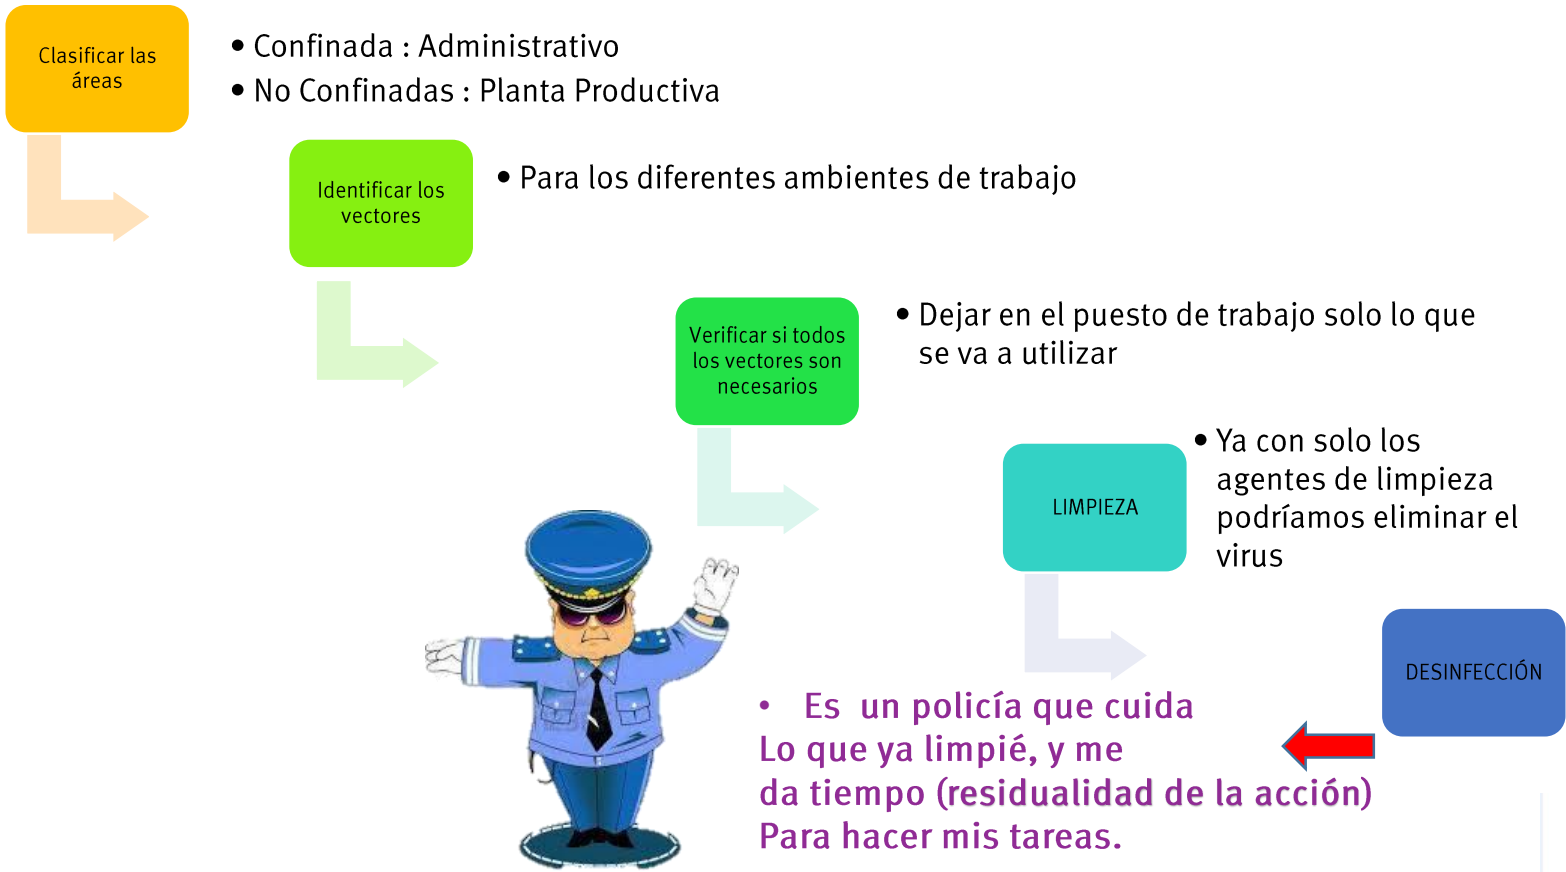 Clasificar las
áreas
• Confinada : Administrativo
• No Confinadas : Planta Productiva
Identificar los
vectores
• Para los diferentes ambientes de trabajo
Verificar si todos
los vectores son
necesarios
• Dejar en el puesto de trabajo solo lo que
se va a utilizar
LIMPIEZA
• Ya con solo los
agentes de limpieza
podríamos eliminar el
virus
DESINFECCIÓN
• Es un policía que cuida
Lo que ya limpié, y me
da tiempo (residualidad de la acción)
Para hacer mis tareas.